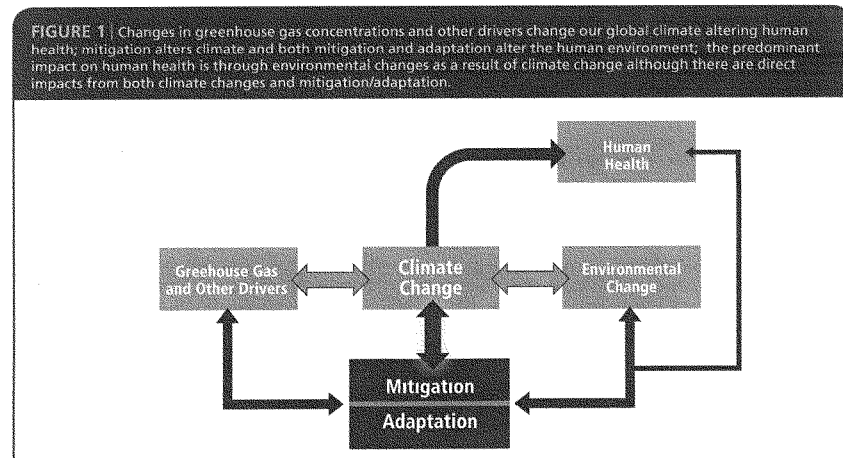 FIGURE 1 | Changes in greenhouse gas concentrations and other drivers change our global climate altering human
health; mitigation alters climate and both mitigation and adaptation alter the human environment; the predominant
impact on human health is through environmental changes as a result of climate change although there are direct
impacts from both climate changes and mitigation/adaptation.
Human
Health
Greehouse Gas
and Other Drivers
Climate
Change
Environmental
Change
Mitigation
Adaptation